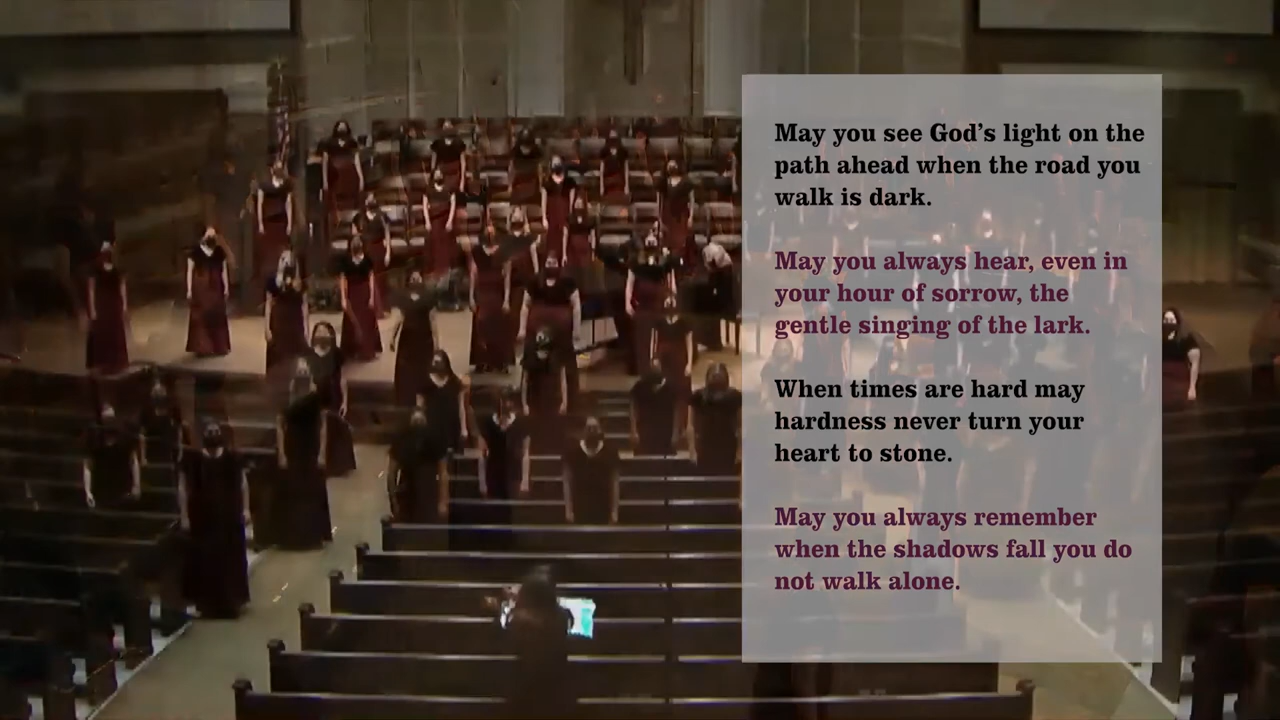 May you see God's light on the
path ahead when the road you
walk is dark.
May you always hear, even in
your hour of sorrow, the
gentle singing of the lark.
When times are hard may
hardness never turn your
heart to stone.
May you always remember
when the shadows fall you do
not walk alone.